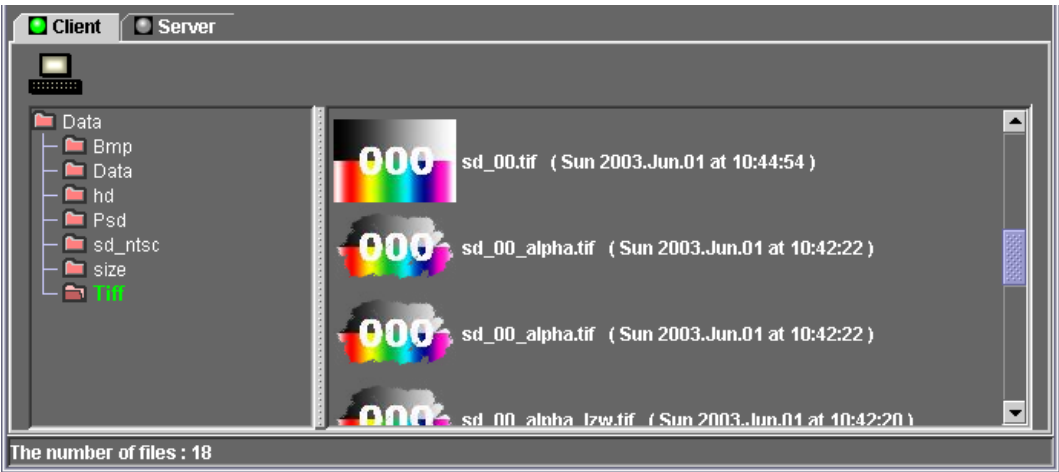 Client Server
Data
Bmp
Data
hd
Psd
sd_ntsc
size
Tiff
000 sd_00.tif ( Sun 2003.Jun.01 at 10:44:54 )
000 sd_00_alpha.tif ( Sun 2003.Jun.01 at 10:42:22 )
000 sd_00_alpha.tif ( Sun 2003.Jun.01 at 10:42:22 )
000 sd_00_alpha_lzw.tif ( Sun 2003.Jun.01 at 10:42:20 )
The number of files : 18